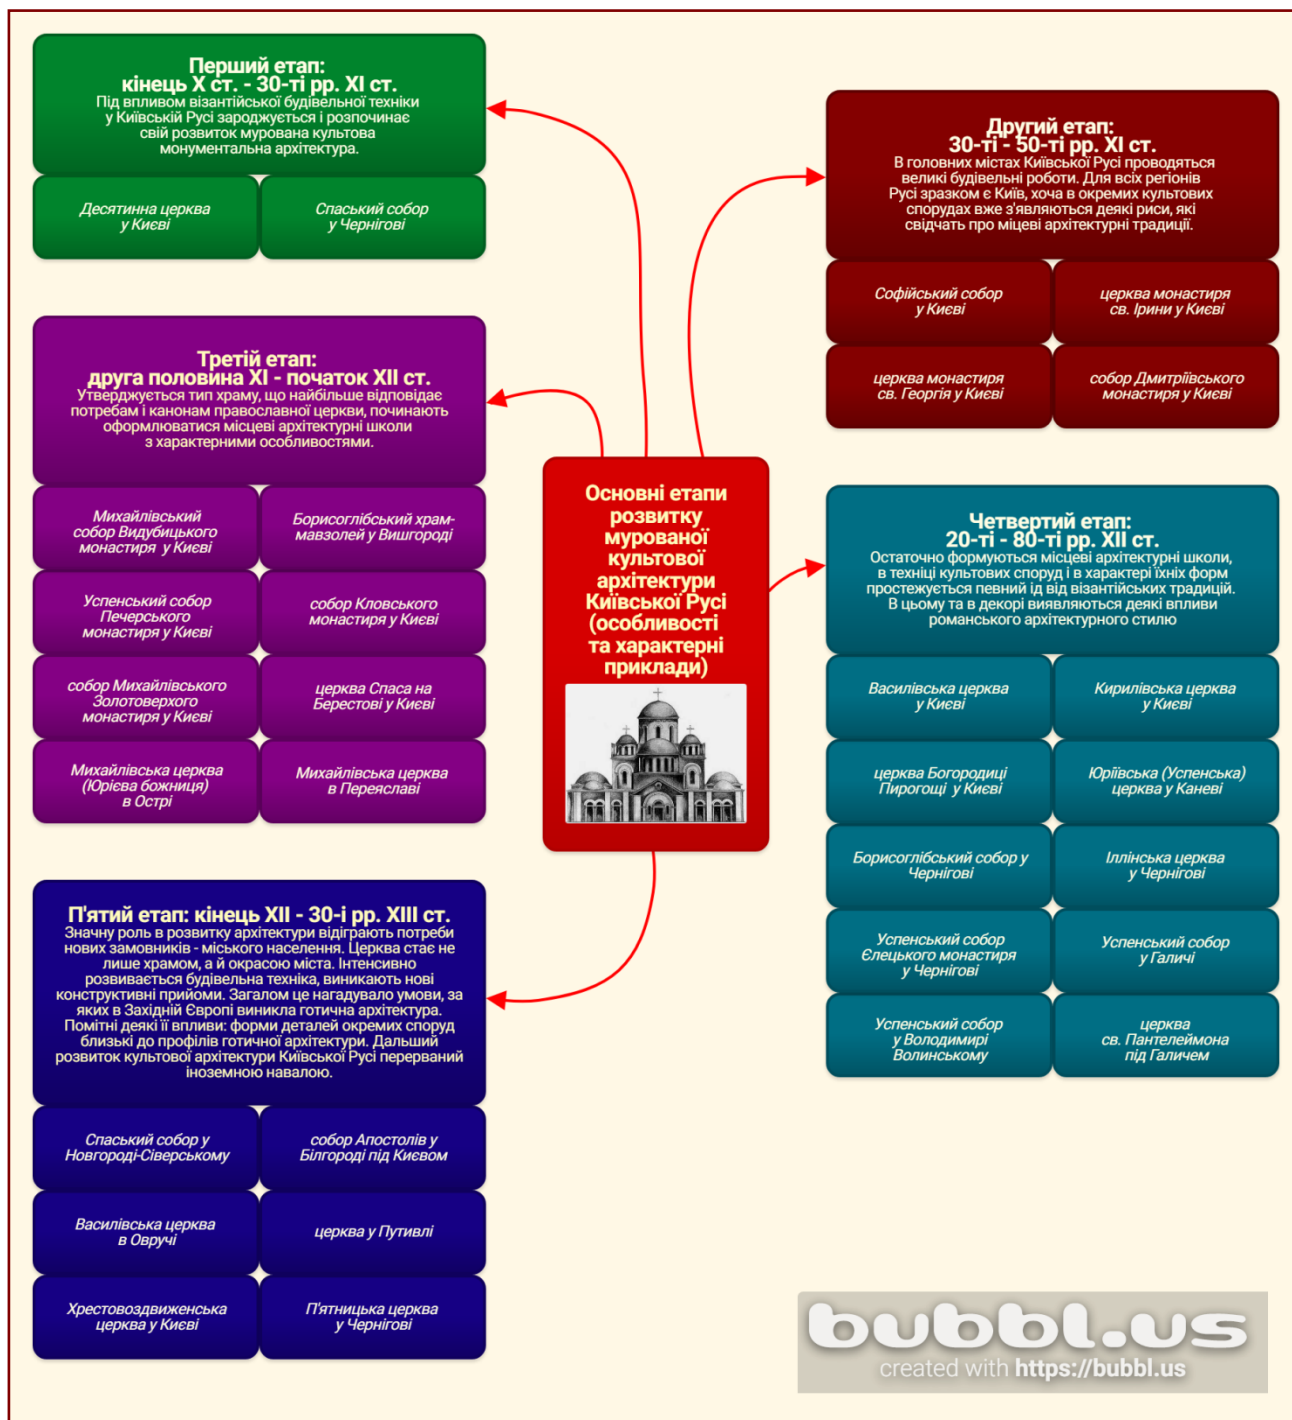 Перший етап:
кінець X ст. - 30-ті рр. XI ст.
Під впливом візантійської будівельної техніки
у Київській Русі зароджується і розпочинає
свій розвиток мурована культова
монументальна архітектура.
Десятинна церква
у Києві
Спаський собор
у Чернігові
Другий етап:
30-ті - 50-ті рр. XI ст.
В головних містах Київської Русі проводяться
великі будівельні роботи. Для всіх регіонів
Русі зразком є Київ, хоча в окремих культових
спорудах вже з'являються деякі риси, які
свідчать про міцеві архітектурні традиції.
Софійський собор
у Києві
церква монастиря
св. Ірини у Києві
церква монастиря
св. Георгія у Києві
собор Дмитріївського
монастиря у Києві
Третій етап:
друга половина XI - початок XII ст.
Утверджується тип храму, що найбільше відповідає
потребам і канонам православної церкви, починають
оформлюватися місцеві архітектурні школи
з характерними особливостями.
Михайлівський
собор Видубицького
монастиря у Києві
Борисоглібський храм-
мавзолей у Вишгороді
Успенський собор
Печерського
монастиря у Києві
собор Кловського
монастиря у Києві
собор Михайлівського
Золотоверхого
монастиря у Києві
церква Спаса на
Берестові у Києві
Михайлівська церква
(Юрієва божниця)
в Острі
Михайлівська церква
в Переяславі
Основні етапи
розвитку
мурованої
культової
архітектури
Київської Русі
(особливості
та характерні
приклади)
Четвертий етап:
20-ті - 80-ті рр. XII ст.
Остаточно формуються місцеві архітектурні школи,
в техніці культових споруд і в характері їхніх форм
простежується певний ід від візантійських традицій.
В цьому та в декорі виявляються деякі впливи
романського архітектурного стилю
Василівська церква
у Києві
Кирилівська церква
у Києві
церква Богородиці
Пирогощі у Києві
Юріївська (Успенська)
церква у Каневі
Борисоглібський собор у
Чернігові
Іллінська церква
у Чернігові
Успенський собор
Єлецького монастиря
у Чернігові
Успенський собор
у Галичі
Успенський собор
у Володимирі
Волинському
церква
св. Пантелеймона
під Галичем
П'ятий етап: кінець XII - 30-і рр. XIII ст.
Значну роль в розвитку архітектури відіграють потреби
нових замовників - міського населення. Церква стає не
лише храмом, а й окрасою міста. Інтенсивно
розвивається будівельна техніка, виникають нові
конструктивні прийоми. Загалом це нагадувало умови, за
яких в Західній Європі виникла готична архітектура.
Помітні деякі її впливи: форми деталей окремих споруд
близькі до профілів готичної архітектури. Дальший
розвиток культової архітектури Київської Русі перерваний
іноземною навалою.
Спаський собор у
Новгороді-Сіверському
собор Апостолів у
Білгороді під Києвом
Василівська церква
в Овручі
церква у Путивлі
Хрестовоздвиженська
церква у Києві
П'ятницька церква
у Чернігові
bubbl.us
created with https://bubbl.us